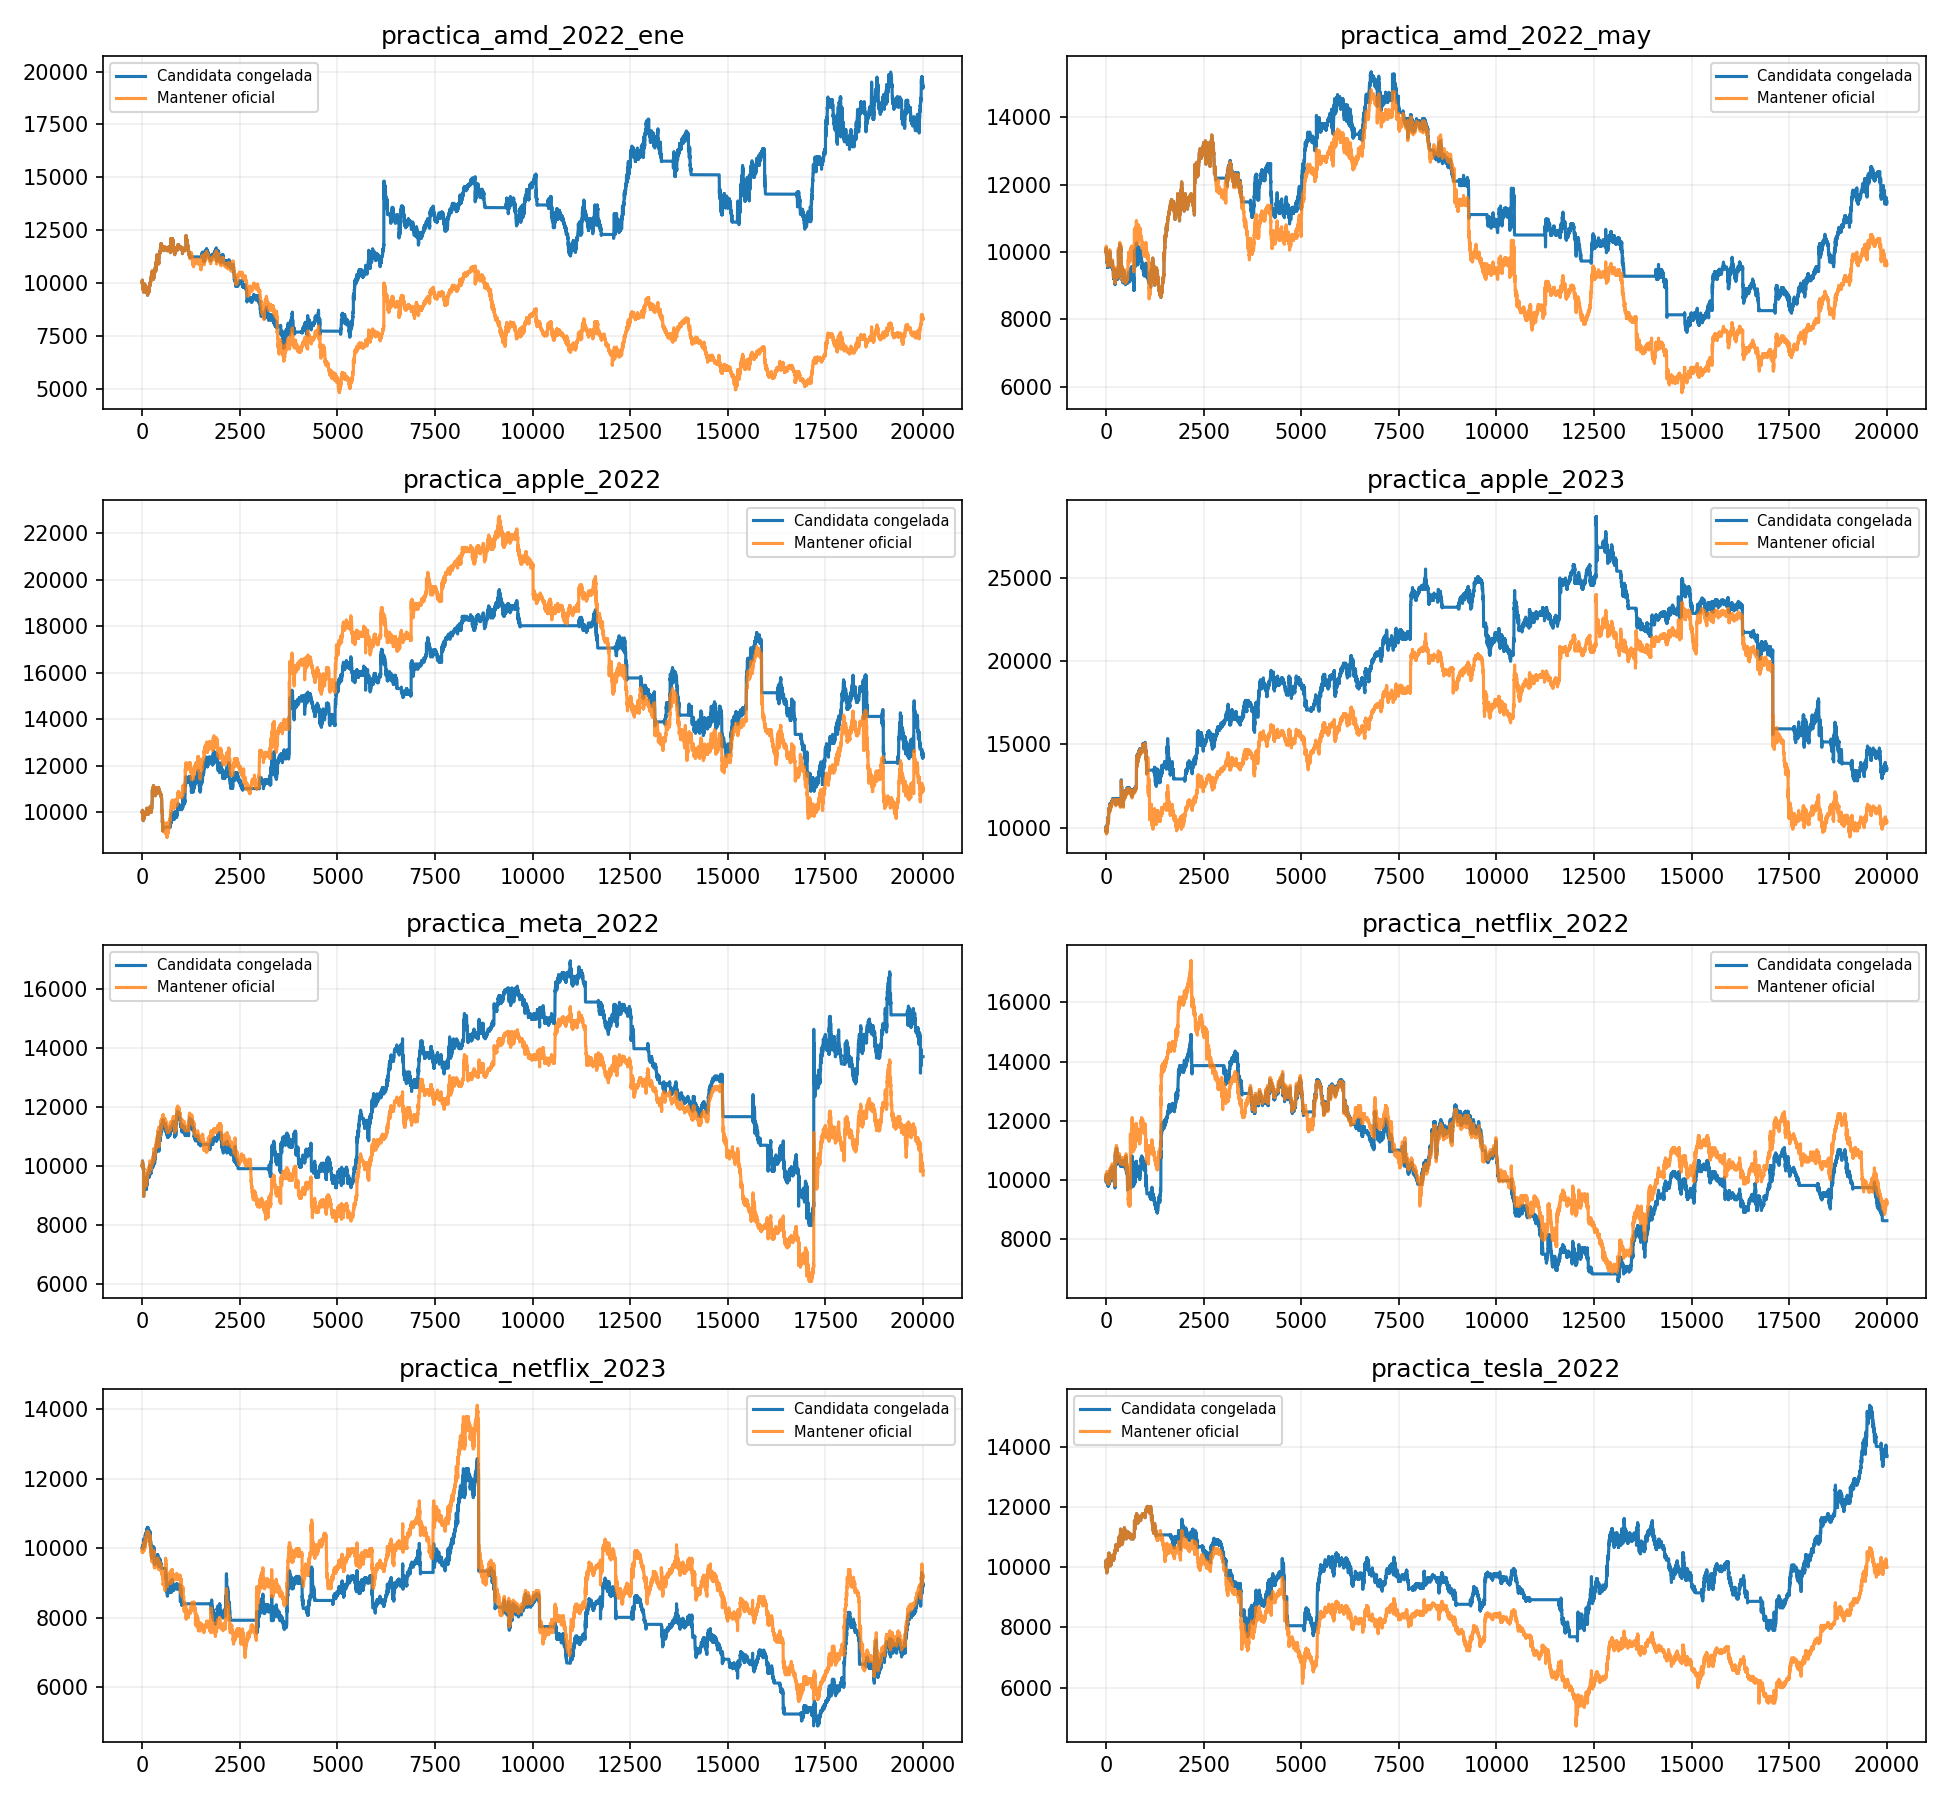 practica_amd_2022_ene
20000
17500
15000
12500
10000
7500
5000
Candidata congelada
Mantener oficial
0 2500 5000 7500 10000 12500 15000 17500 20000
practica_amd_2022_may
14000
12000
10000
8000
6000
Candidata congelada
Mantener oficial
0 2500 5000 7500 10000 12500 15000 17500 20000
practica_apple_2022
22000
20000
18000
16000
14000
12000
10000
Candidata congelada
Mantener oficial
0 2500 5000 7500 10000 12500 15000 17500 20000
practica_apple_2023
25000
20000
15000
10000
Candidata congelada
Mantener oficial
0 2500 5000 7500 10000 12500 15000 17500 20000
practica_meta_2022
16000
14000
12000
10000
8000
6000
Candidata congelada
Mantener oficial
0 2500 5000 7500 10000 12500 15000 17500 20000
practica_netflix_2022
16000
14000
12000
10000
8000
Candidata congelada
Mantener oficial
0 2500 5000 7500 10000 12500 15000 17500 20000
practica_netflix_2023
14000
12000
10000
8000
6000
Candidata congelada
Mantener oficial
0 2500 5000 7500 10000 12500 15000 17500 20000
practica_tesla_2022
14000
12000
10000
8000
6000
Candidata congelada
Mantener oficial
0 2500 5000 7500 10000 12500 15000 17500 20000